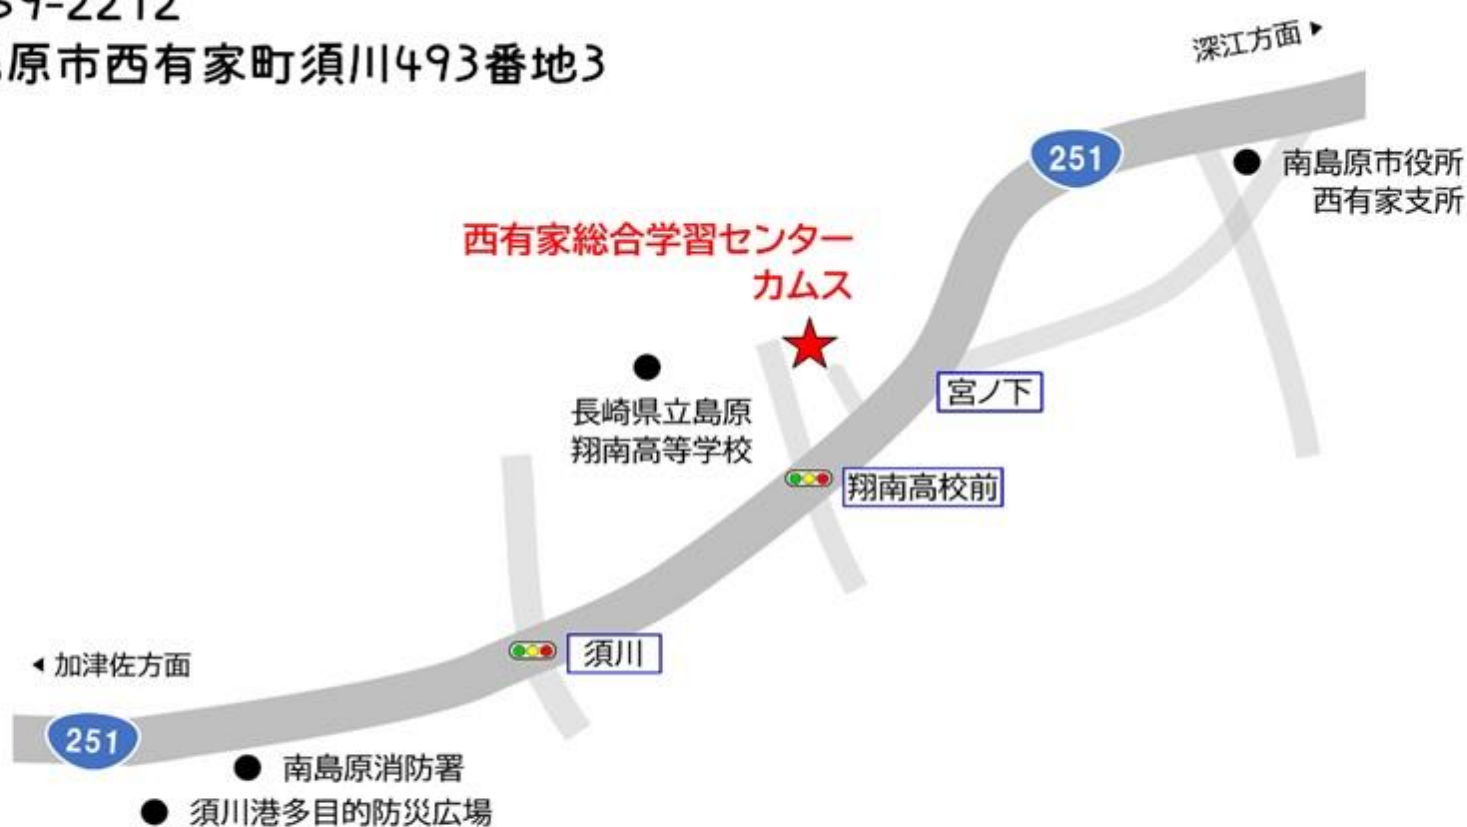 39-2212
原市西有家町須川493番地3
深江方面
251
南島原市役所
西有家支所
西有家総合学習センター
カムス
長崎県立島原
翔南高等学校
宮ノ下
翔南高校前
須川
加津佐方面
251
南島原消防署
須川港多目的防災広場